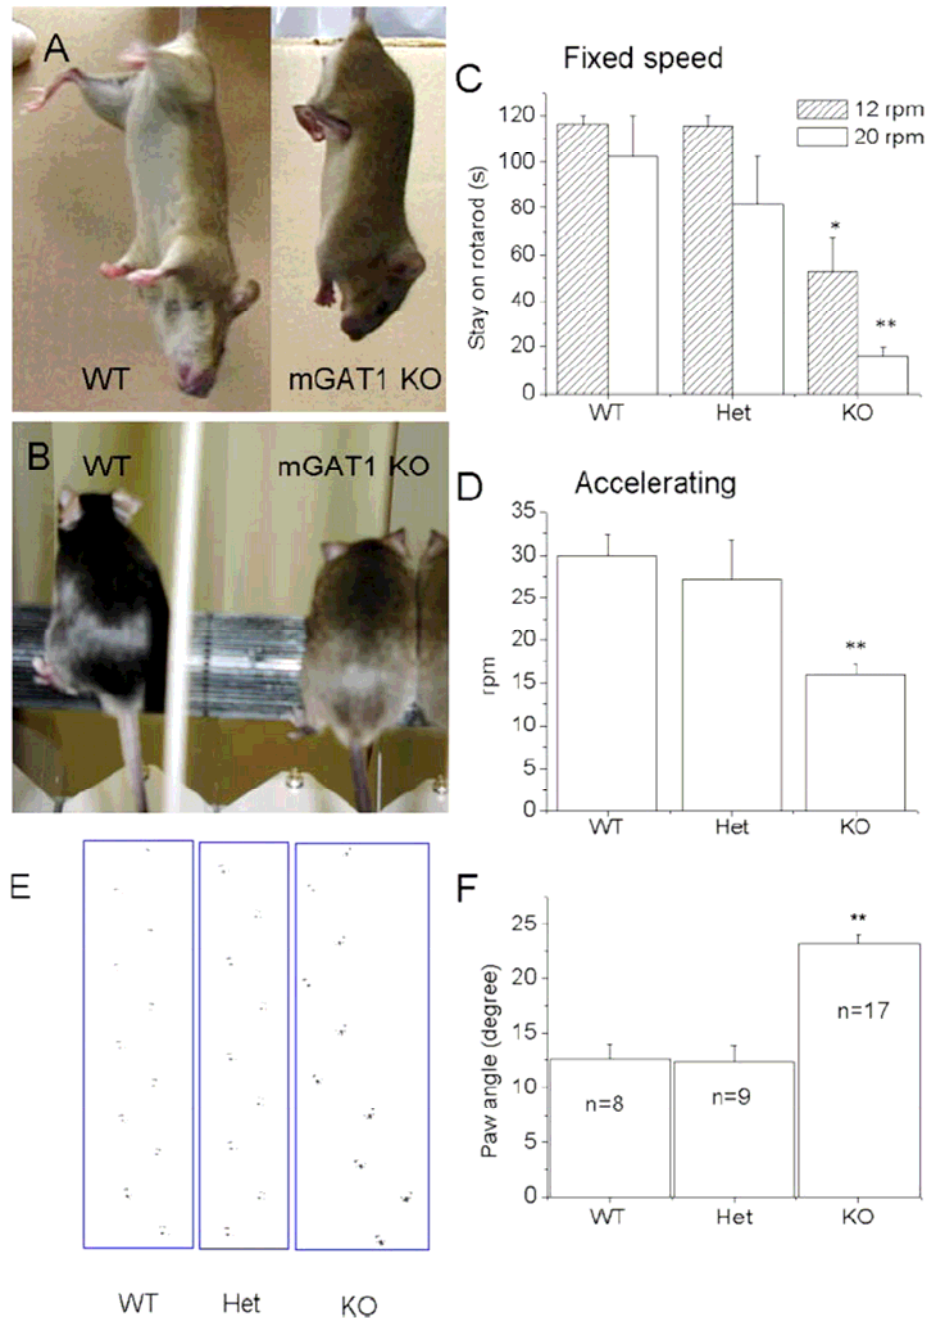 A
WT
mGAT1 KO
B
WT
mGAT1 KO
C
Fixed speed
12 rpm
20 rpm
Stay on rotarod (s)
120
100
80
60
40
20
0
*
**
WT
Het
KO
D
Accelerating
rpm
35
30
25
20
15
10
5
0
**
WT
Het
KO
E
WT
Het
KO
F
Paw angle (degree)
25
20
15
10
5
0
**
n=8
n=9
n=17
WT
Het
KO